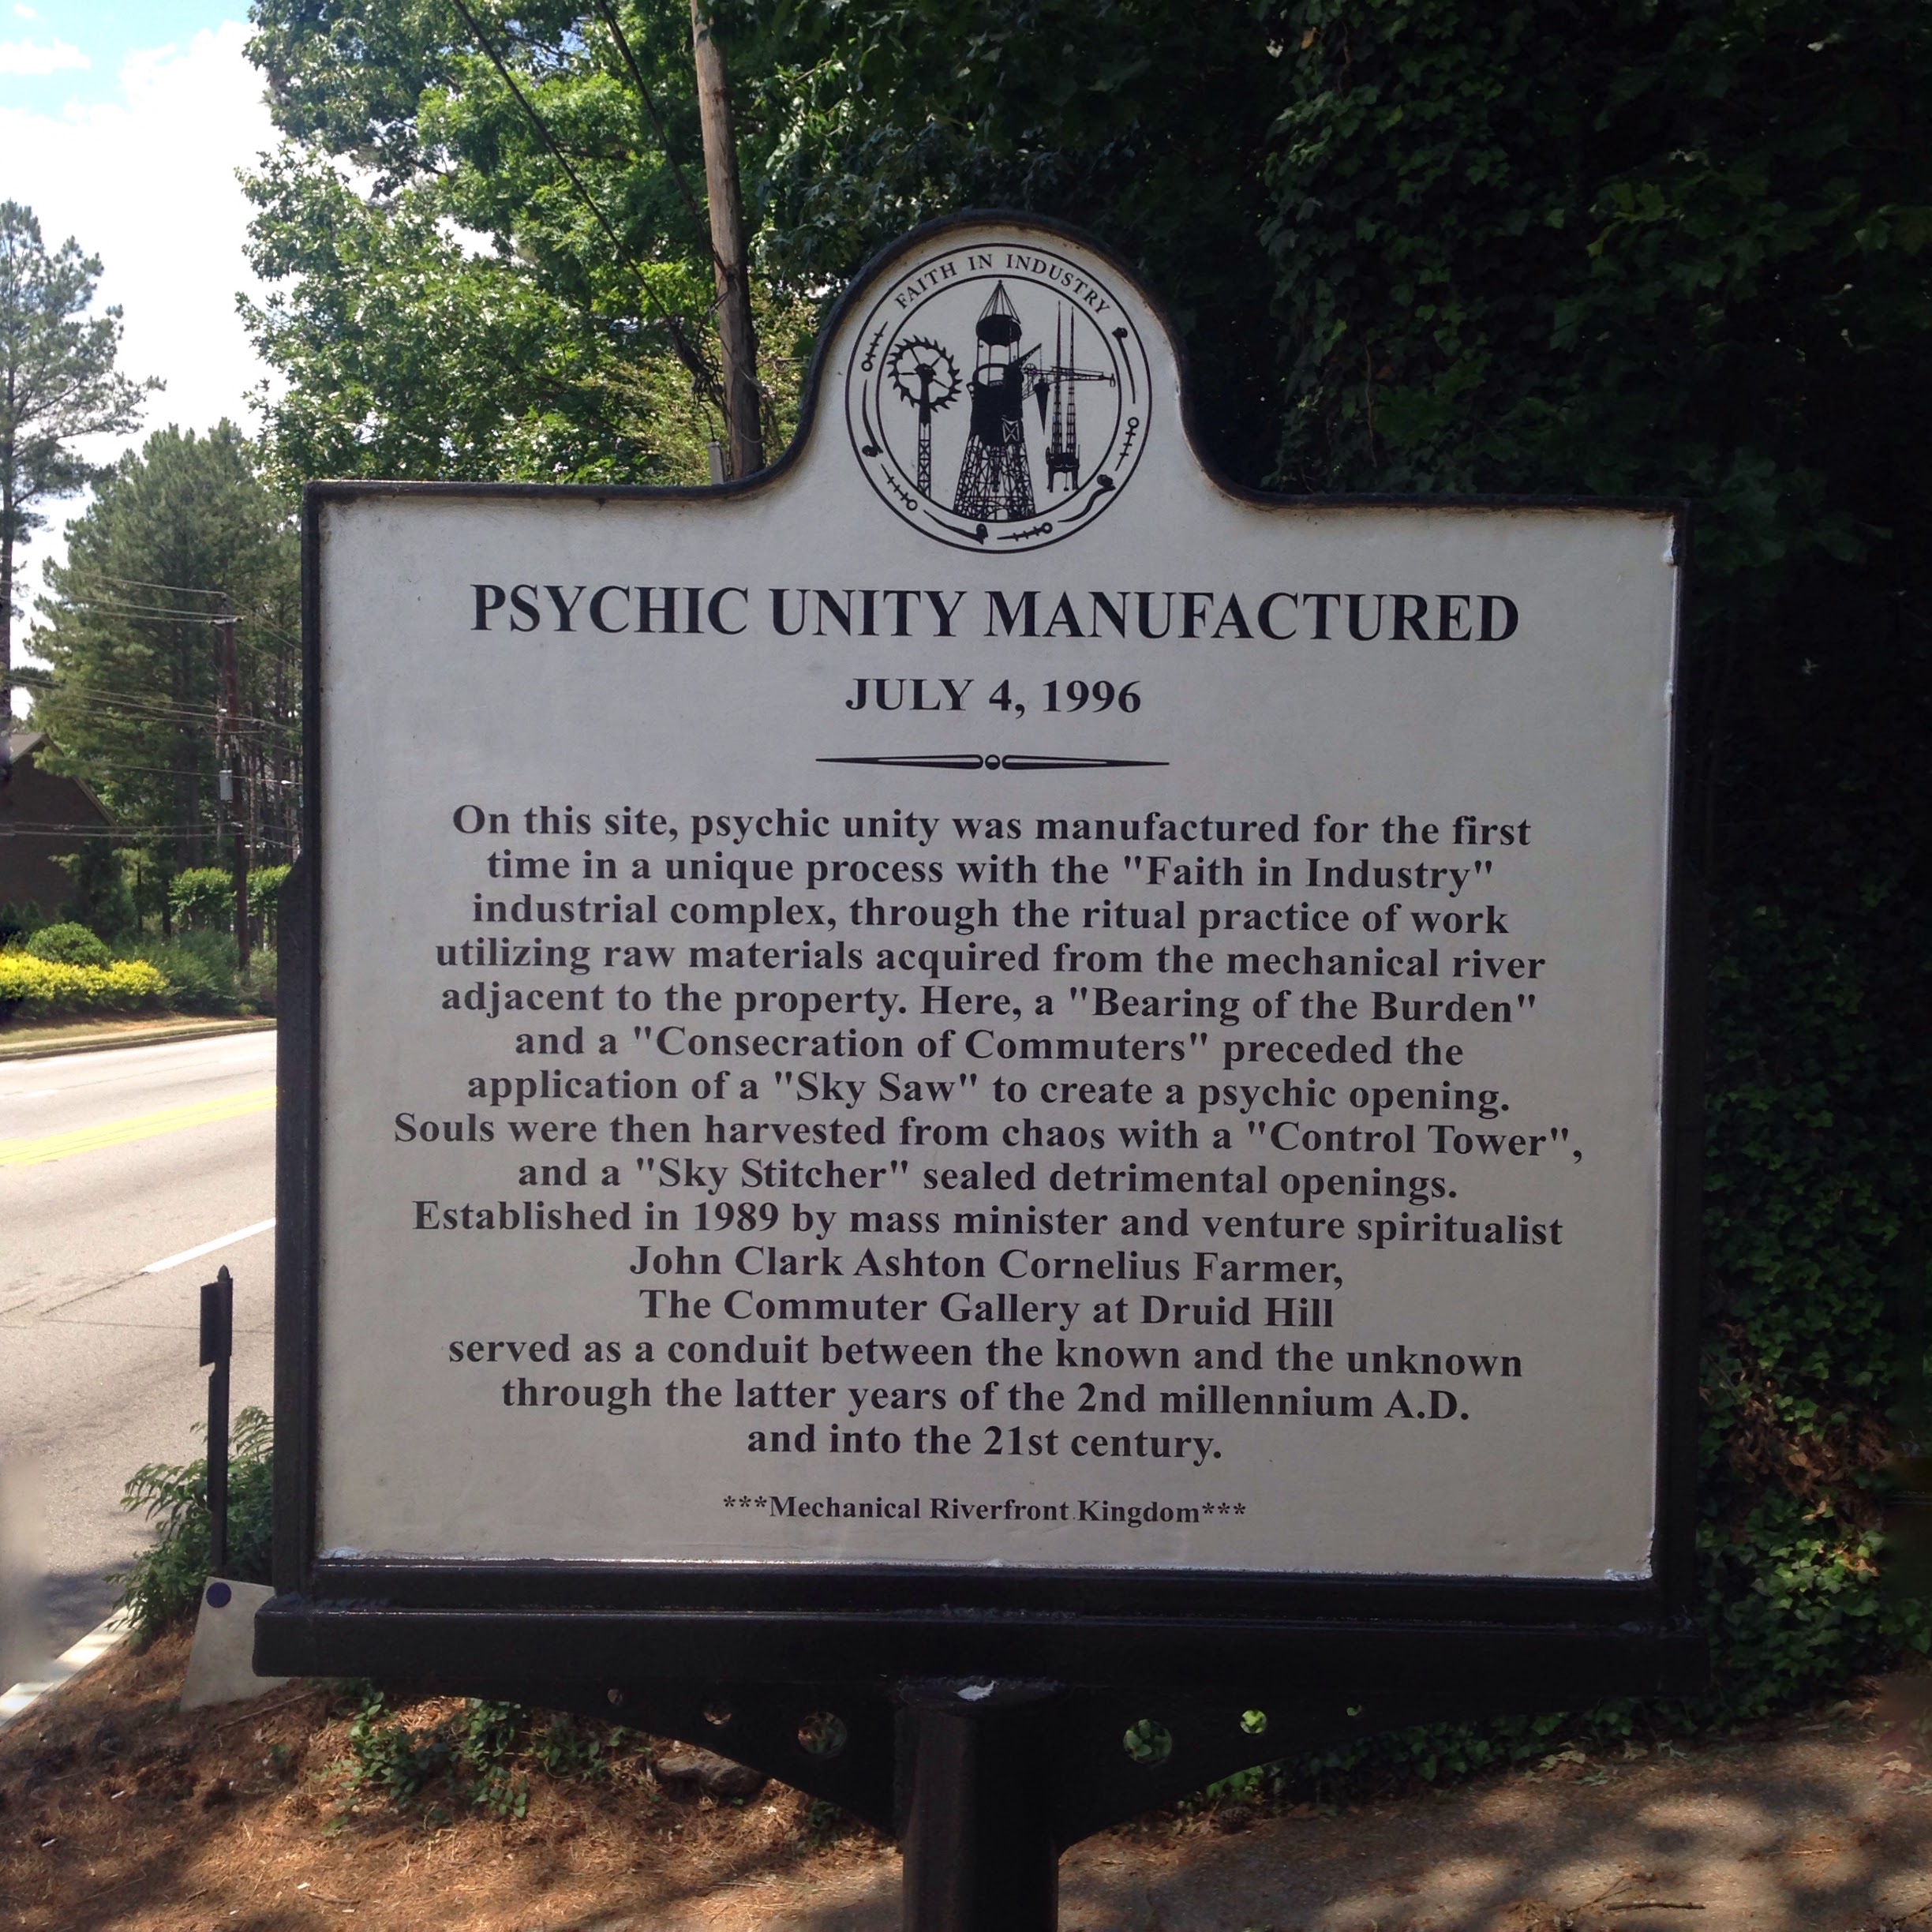 FAITH IN INDUSTRY
PSYCHIC UNITY MANUFACTURED
JULY 4, 1996
On this site, psychic unity was manufactured for the first
time in a unique process with the "Faith in Industry"
industrial complex, through the ritual practice of work
utilizing raw materials acquired from the mechanical river
adjacent to the property. Here, a "Bearing of the Burden"
and a "Consecration of Commuters" preceded the
application of a "Sky Saw" to create a psychic opening.
Souls were then harvested from chaos with a "Control Tower",
and a "Sky Stitcher" sealed detrimental openings.
Established in 1989 by mass minister and venture spiritualist
John Clark Ashton Cornelius Farmer,
The Commuter Gallery at Druid Hill
served as a conduit between the known and the unknown
through the latter years of the 2nd millennium A.D.
and into the 21st century.
***Mechanical Riverfront Kingdom***